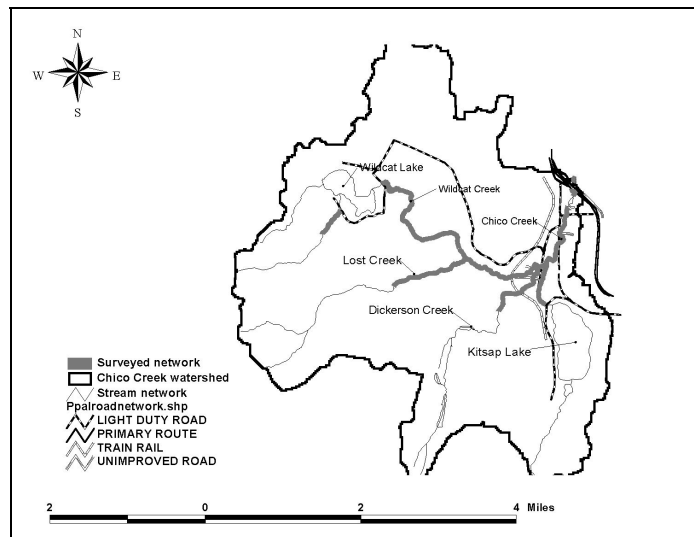 N
W E
S
Wildcat Lake
Wildcat Creek
Chico Creek
Lost Creek
Dickerson Creek
Kitsap Lake
Surveyed network
Chico Creek watershed
Stream network
Ppalroadnetwork.shp
LIGHT DUTY ROAD
PRIMARY ROUTE
TRAIN RAIL
UNIMPROVED ROAD
2 0 2 4 Miles